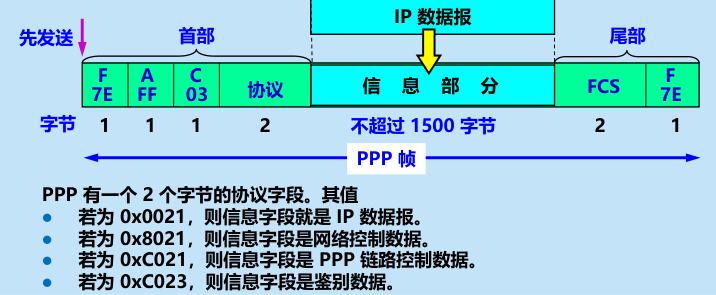 IP 数据报
先发送 首部 尾部
F A C
7E FF 03 协议 信 息 部 分 FCS F 7E
字节 1 1 1 2 不超过 1500 字节 2 1
PPP 帧
PPP 有一个 2 个字节的协议字段。其值
● 若为 0x0021，则信息字段就是 IP 数据报。
● 若为 0x8021，则信息字段是网络控制数据。
● 若为 0xC021，则信息字段是 PPP 链路控制数据。
● 若为 0xC023，则信息字段是鉴别数据。